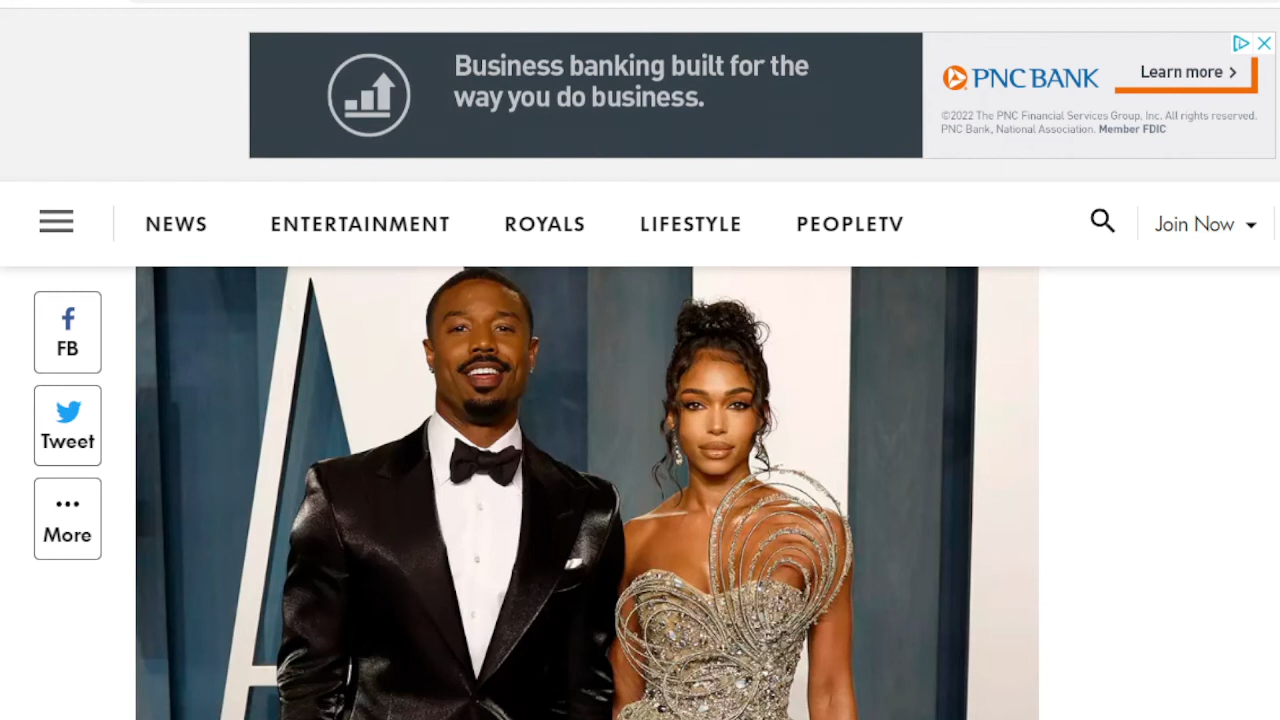 Business banking built for the
way you do business.
PNC BANK
Learn more >
©2022 The PNC Financial Services Group, Inc. All rights reserved.
PNC Bank, National Association. Member FDIC
NEWS ENTERTAINMENT ROYALS LIFESTYLE PEOPLETV Join Now
FB
Tweet
More